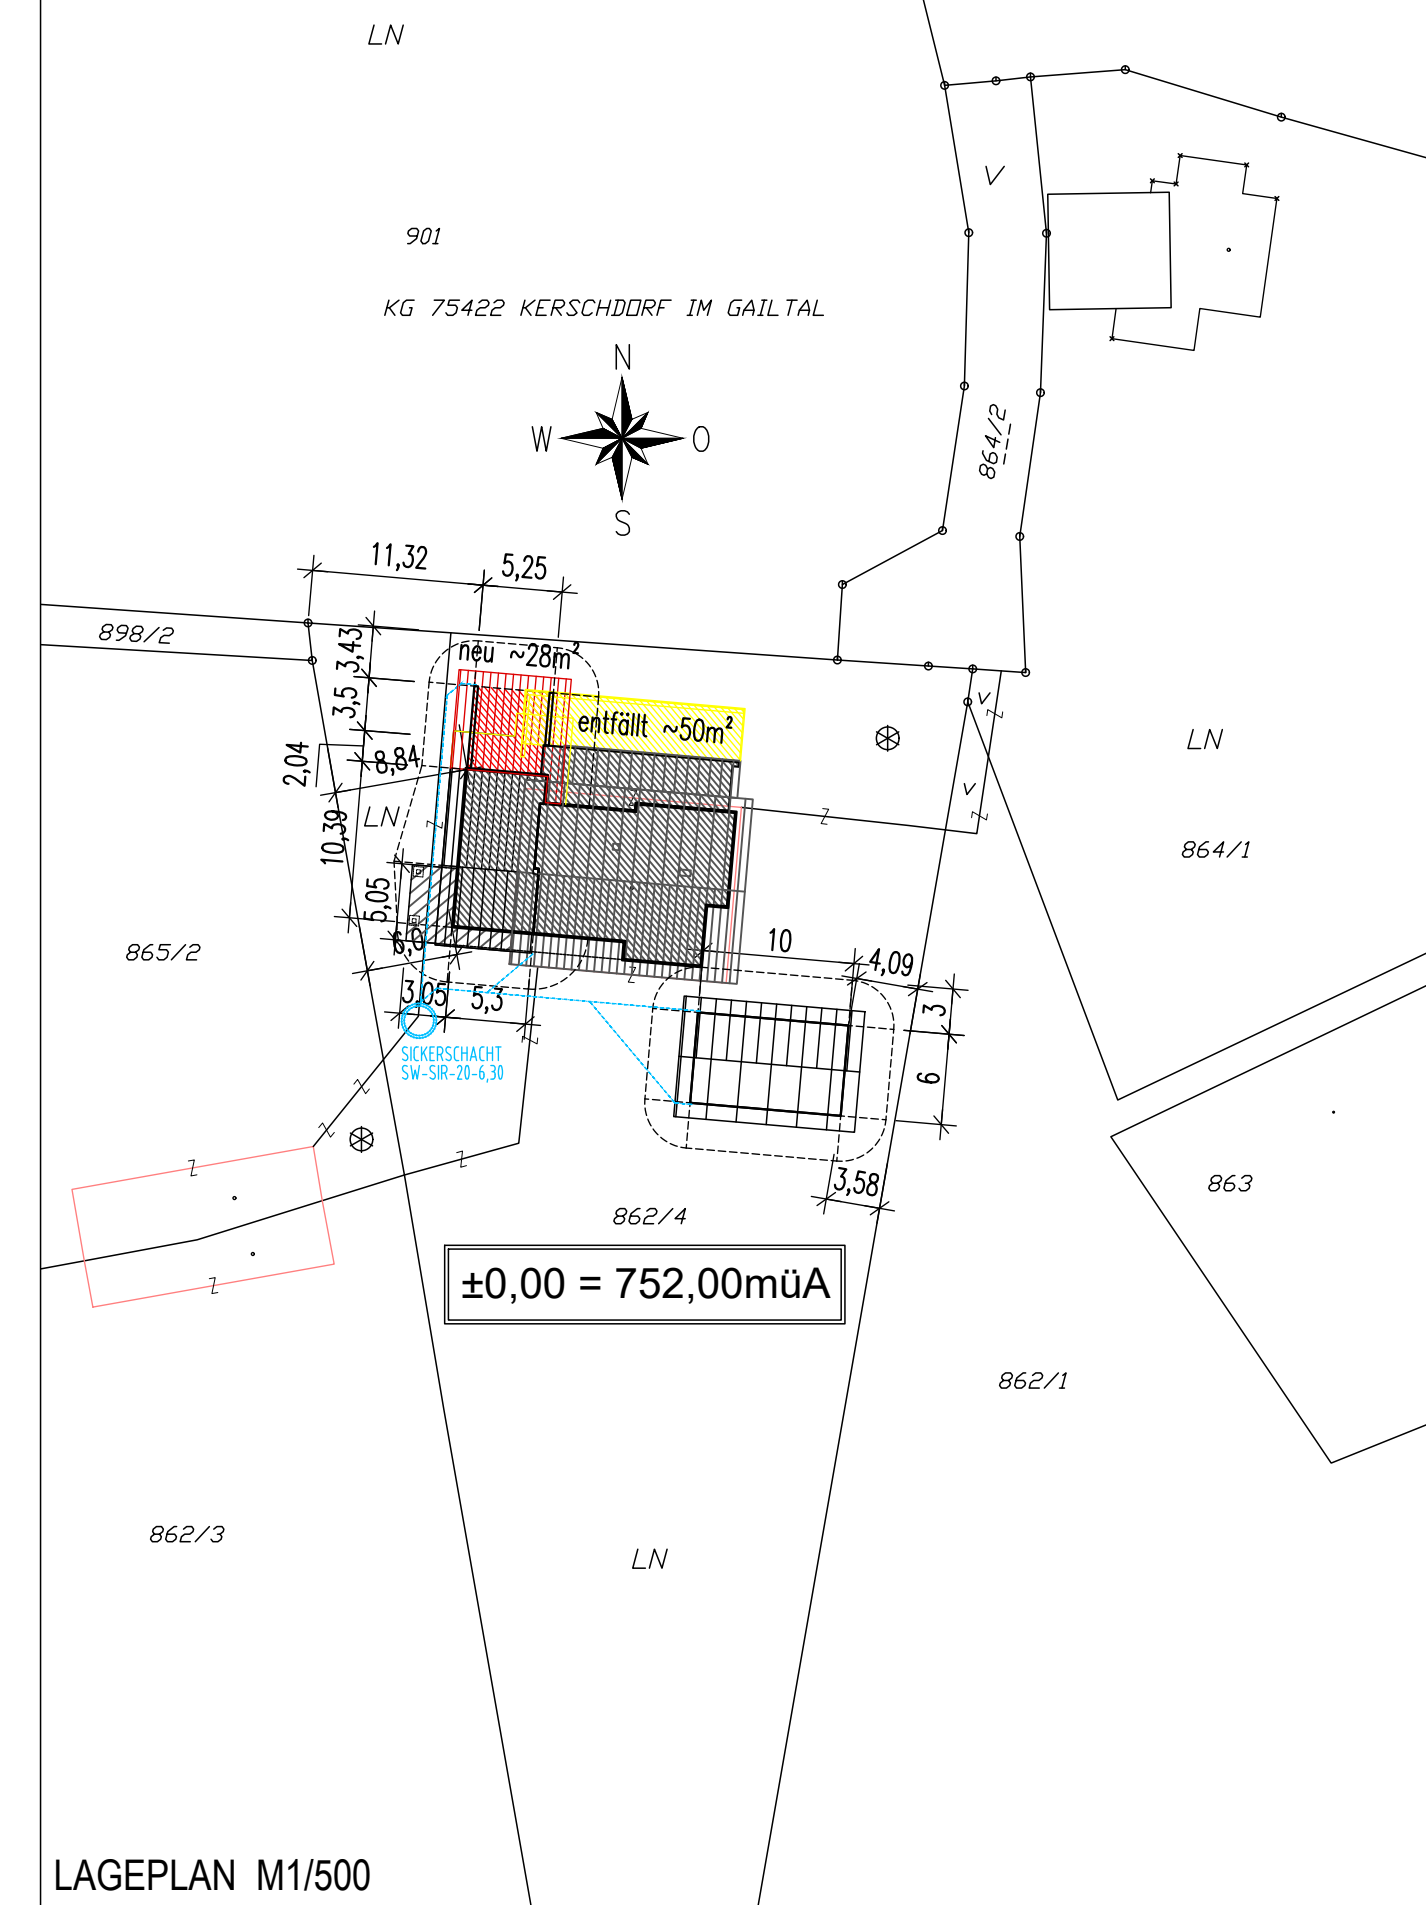 LN
V
901
KG 75422 KERSCHDORF IM GAILTAL
N
W O
S
864/2
11,32 5,25
898/2
3,43
neu ~28m²
3,5
entfällt ~50m²
V
LN
2,04
8,84
V
LN
10,39
864/1
5,05
865/2
6,0
10
4,09
3,05 5,3
3
SICKERSCHACHT
SW-SIR-20-6,30
6
3,58
863
862/4
±0,00 = 752,00müA
862/1
862/3
LN
LAGEPLAN M1/500